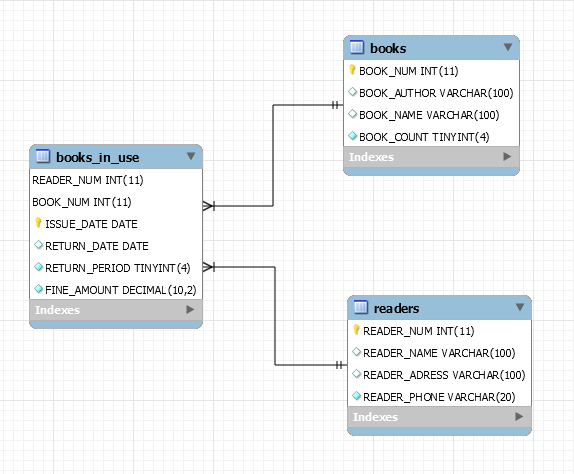 books
BOOK_NUM INT(11)
BOOK_AUTHOR VARCHAR(100)
BOOK_NAME VARCHAR(100)
BOOK_COUNT TINYINT(4)
Indexes
books_in_use
READER_NUM INT(11)
BOOK_NUM INT(11)
ISSUE_DATE DATE
RETURN_DATE DATE
RETURN_PERIOD TINYINT(4)
FINE_AMOUNT DECIMAL(10,2)
Indexes
readers
READER_NUM INT(11)
READER_NAME VARCHAR(100)
READER_ADRESS VARCHAR(100)
READER_PHONE VARCHAR(20)
Indexes